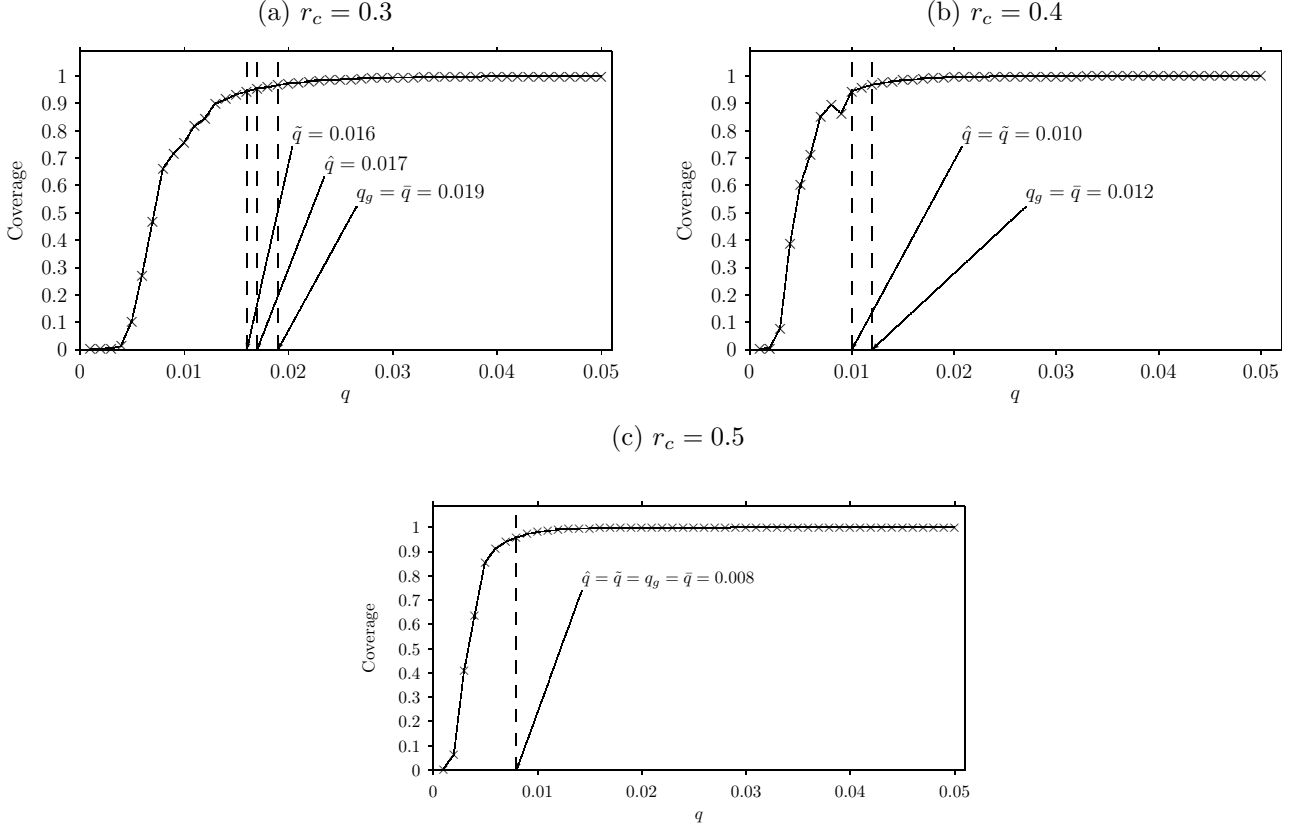 (a) r_c = 0.3
1
0.9
0.8
0.7
0.6
0.5
0.4
0.3
0.2
0.1
0
Coverage
q̃ = 0.016
q̂ = 0.017
q_g = q̄ = 0.019
0 0.01 0.02 0.03 0.04 0.05
q
(b) r_c = 0.4
1
0.9
0.8
0.7
0.6
0.5
0.4
0.3
0.2
0.1
0
Coverage
q̂ = q̃ = 0.010
q_g = q̄ = 0.012
0 0.01 0.02 0.03 0.04 0.05
q
(c) r_c = 0.5
1
0.9
0.8
0.7
0.6
0.5
0.4
0.3
0.2
0.1
0
Coverage
q̂ = q̃ = q_g = q̄ = 0.008
0 0.01 0.02 0.03 0.04 0.05
q